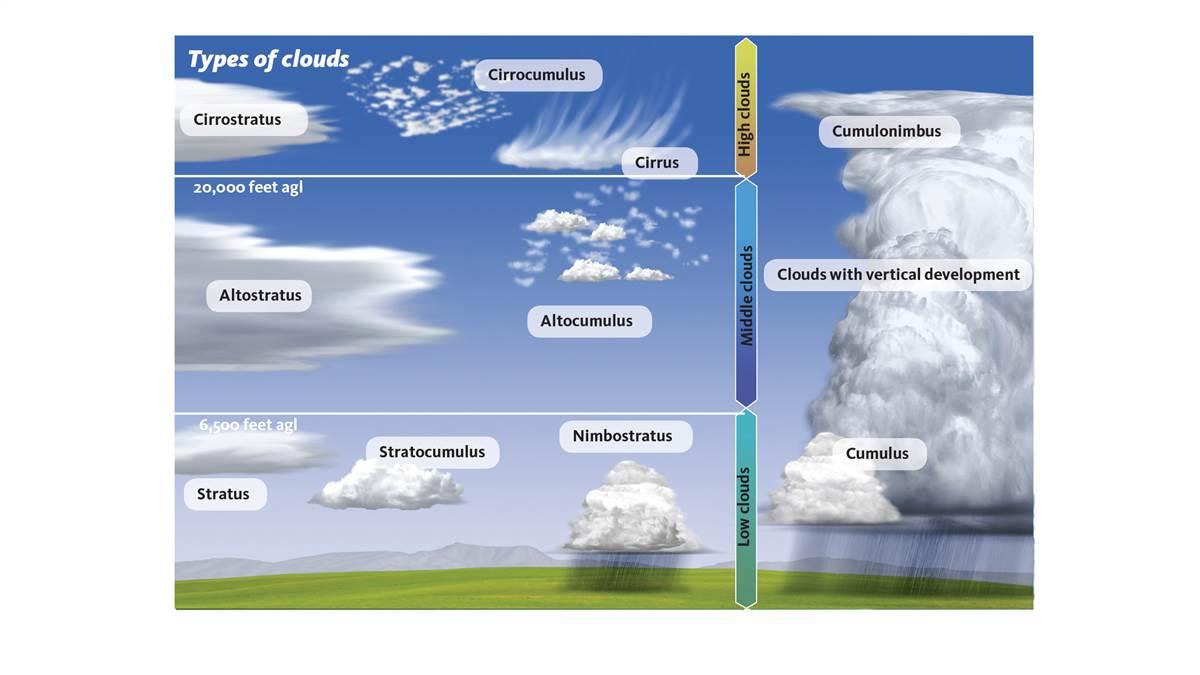 Types of clouds
Cirrocumulus
Cirrostratus
Cirrus
High clouds
Cumulonimbus
20,000 feet agl
Altostratus
Altocumulus
Middle clouds
Clouds with vertical development
6,500 feet agl
Stratus
Stratocumulus
Nimbostratus
Low clouds
Cumulus